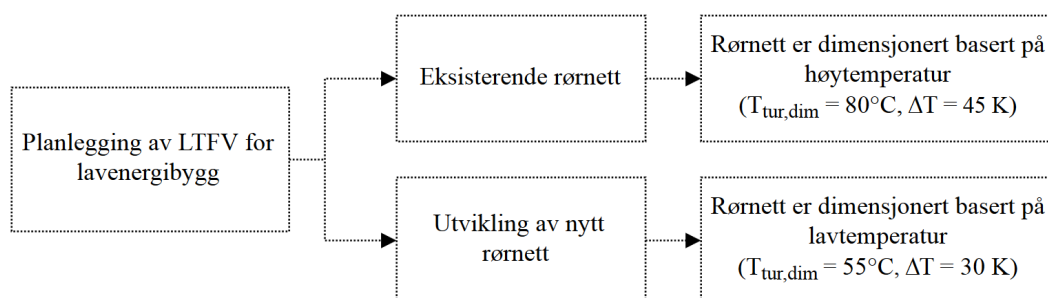 Planlegging av LTFV for
lavenergibygg
Eksisterende rørnett
Rørnett er dimensjonert basert på
høytemperatur
(T_tur,dim = 80°C, ΔT = 45 K)
Utvikling av nytt
rørnett
Rørnett er dimensjonert basert på
lavtemperatur
(T_tur,dim = 55°C, ΔT = 30 K)